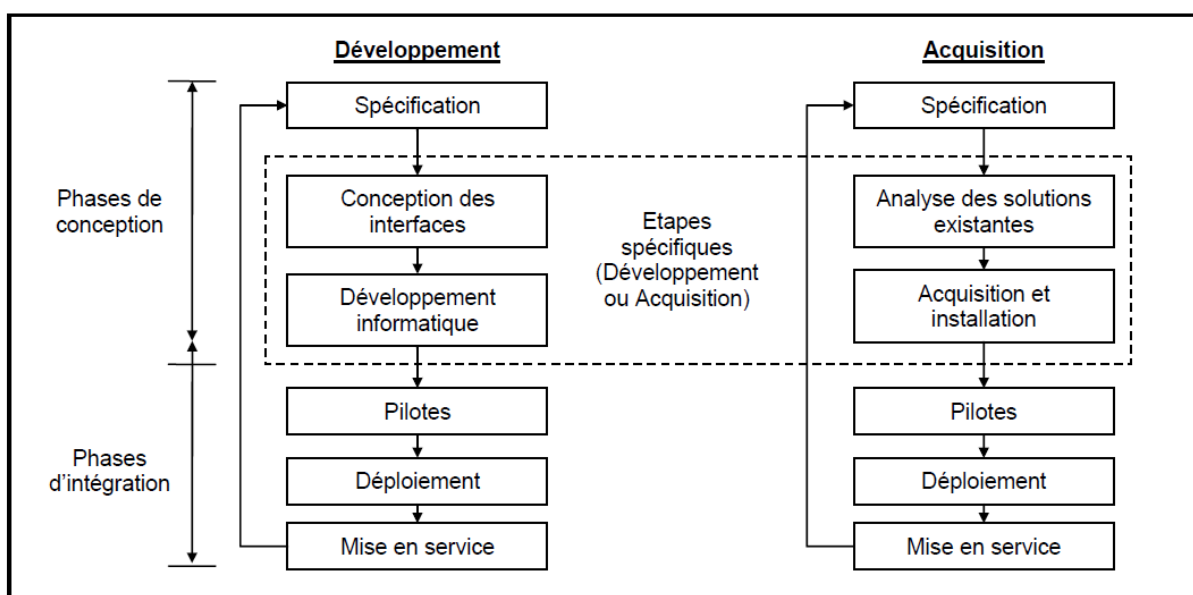 Développement
Acquisition
Spécification
Spécification
Phases de
conception
Conception des
interfaces
Etapes
spécifiques
(Développement
ou Acquisition)
Analyse des solutions
existantes
Développement
informatique
Acquisition et
installation
Pilotes
Pilotes
Phases
d'intégration
Déploiement
Déploiement
Mise en service
Mise en service